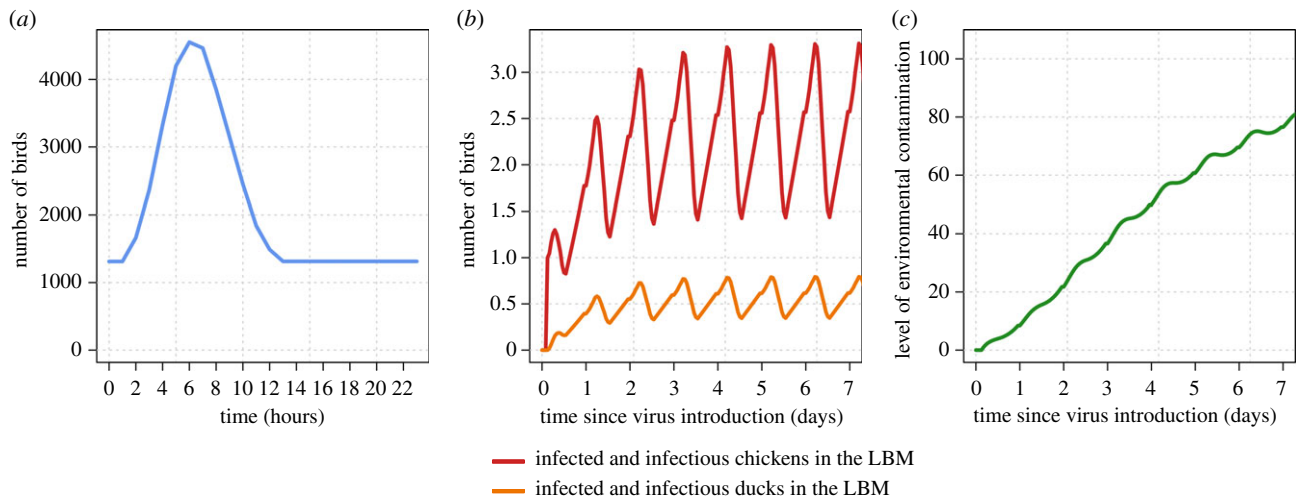 (a)
number of birds
4000
3000
2000
1000
0
0 2 4 6 8 10 12 14 16 18 20 22
time (hours)
(b)
number of birds
3.0
2.5
2.0
1.5
1.0
0.5
0
0 1 2 3 4 5 6 7
time since virus introduction (days)
infected and infectious chickens in the LBM
infected and infectious ducks in the LBM
(c)
level of environmental contamination
100
80
60
40
20
0
0 1 2 3 4 5 6 7
time since virus introduction (days)